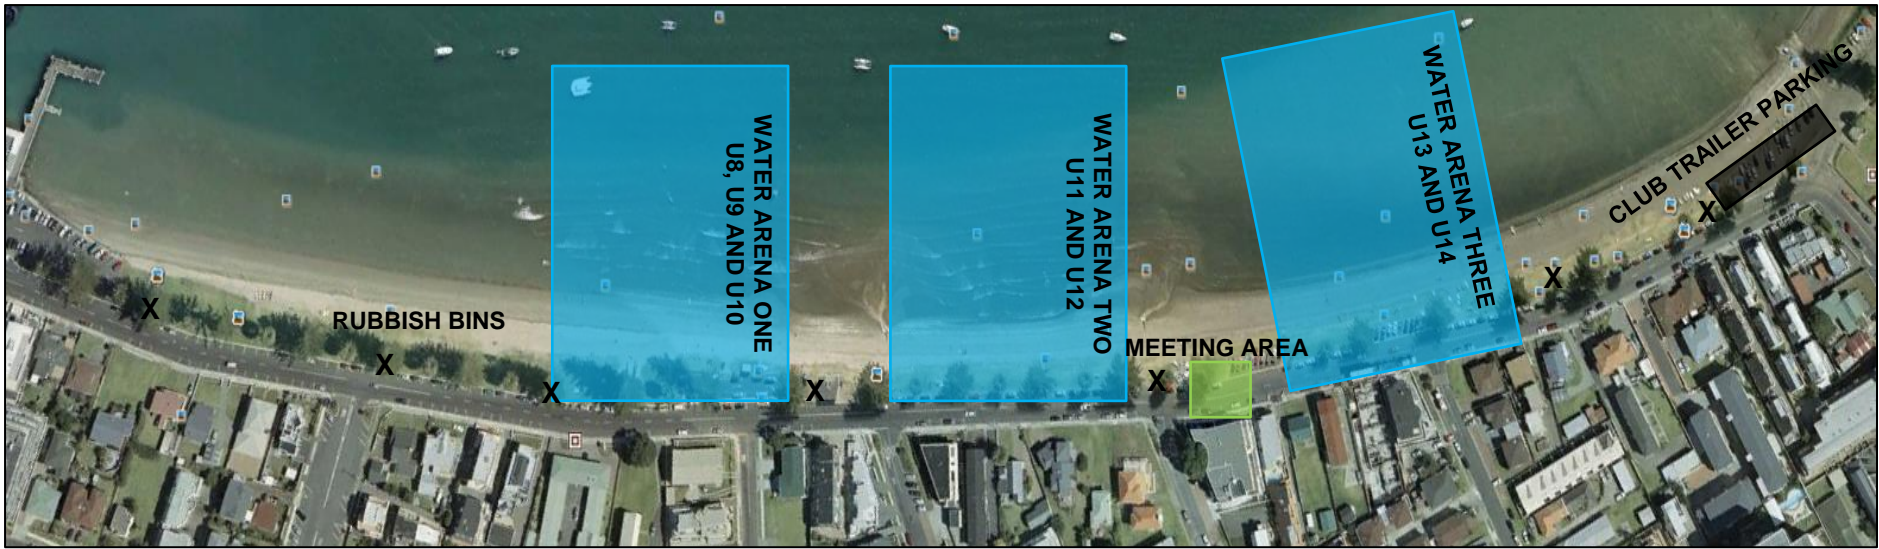 X
RUBBISH BINS
X
X
WATER ARENA ONE
U8, U9 AND U10
X
WATER ARENA TWO
U11 AND U12
MEETING AREA
X
WATER ARENA THREE
U13 AND U14
X
CLUB TRAILER PARKING
X